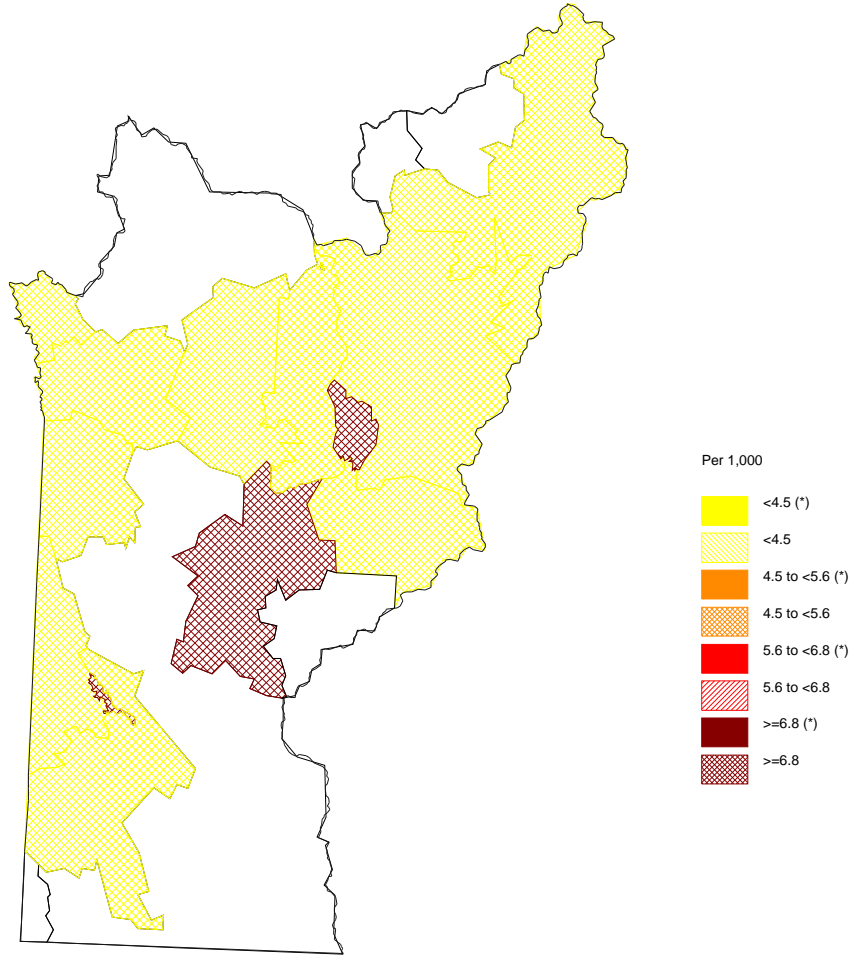 Per 1,000
<4.5 (*)
<4.5
4.5 to <5.6 (*)
4.5 to <5.6
5.6 to <6.8 (*)
5.6 to <6.8
>=6.8 (*)
>=6.8